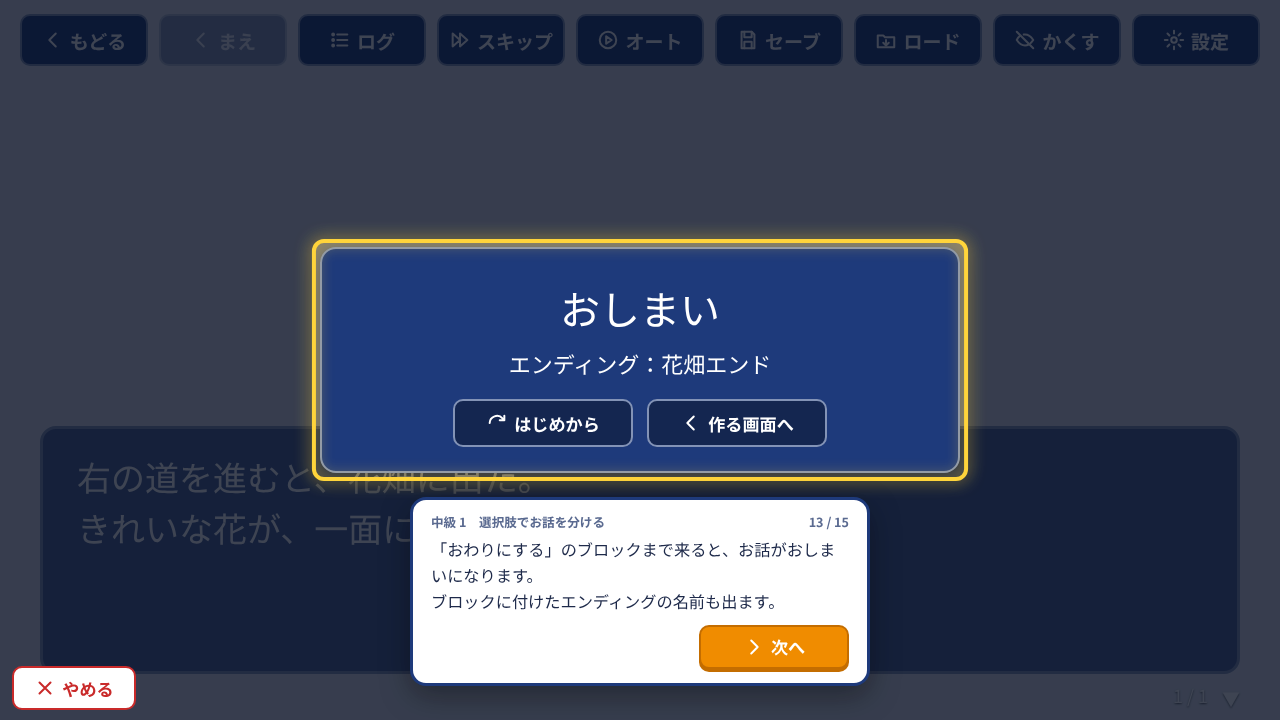 もどる
まえ
ログ
スキップ
オート
セーブ
ロード
かくす
設定
おしまい
エンディング：花畑エンド
はじめから
作る画面へ
右の道を進むと、花畑に出た。
きれいな花が、一面に
中級 1　選択肢でお話を分ける
13 / 15
「おわりにする」のブロックまで来ると、お話がおしま
いになります。
ブロックに付けたエンディングの名前も出ます。
次へ
やめる
1 / 1